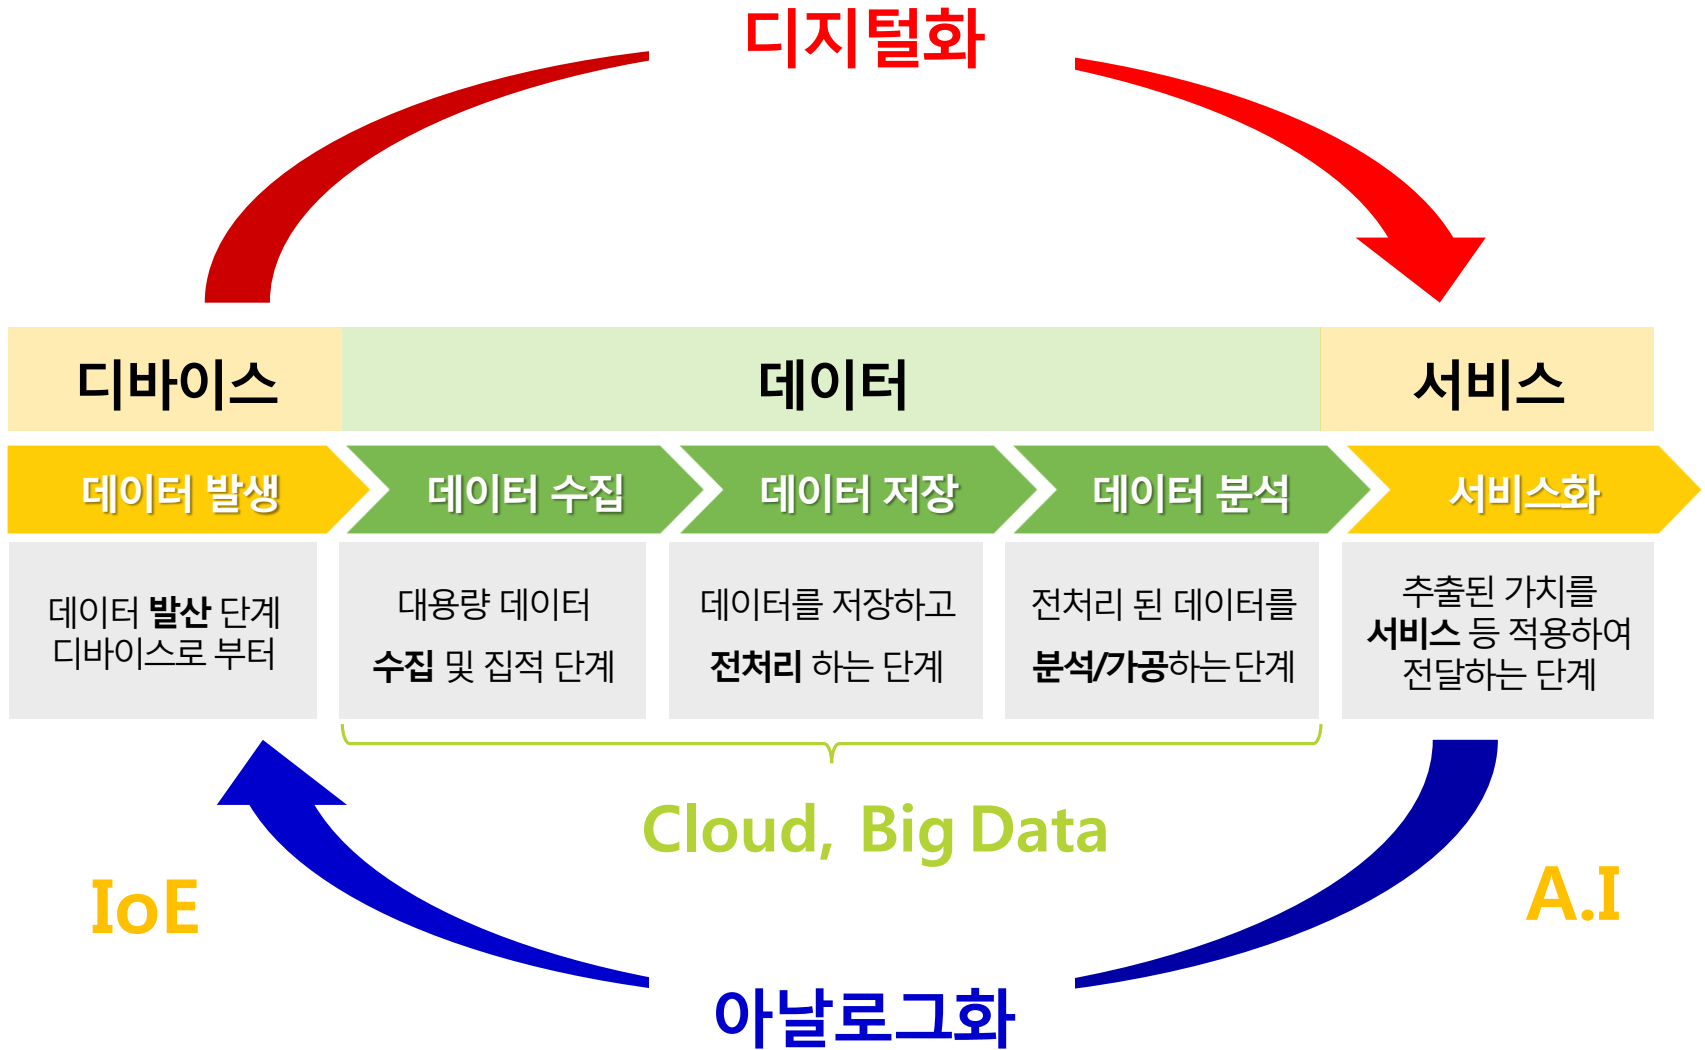 디지털화
디바이스
데이터
서비스
데이터 발생
데이터 수집
데이터 저장
데이터 분석
서비스화
데이터 발산 단계
디바이스로 부터
대용량 데이터
수집 및 집적 단계
데이터를 저장하고
전처리 하는 단계
전처리 된 데이터를
분석/가공하는 단계
추출된 가치를
서비스 등 적용하여
전달하는 단계
Cloud, Big Data
IoE
A.I
아날로그화